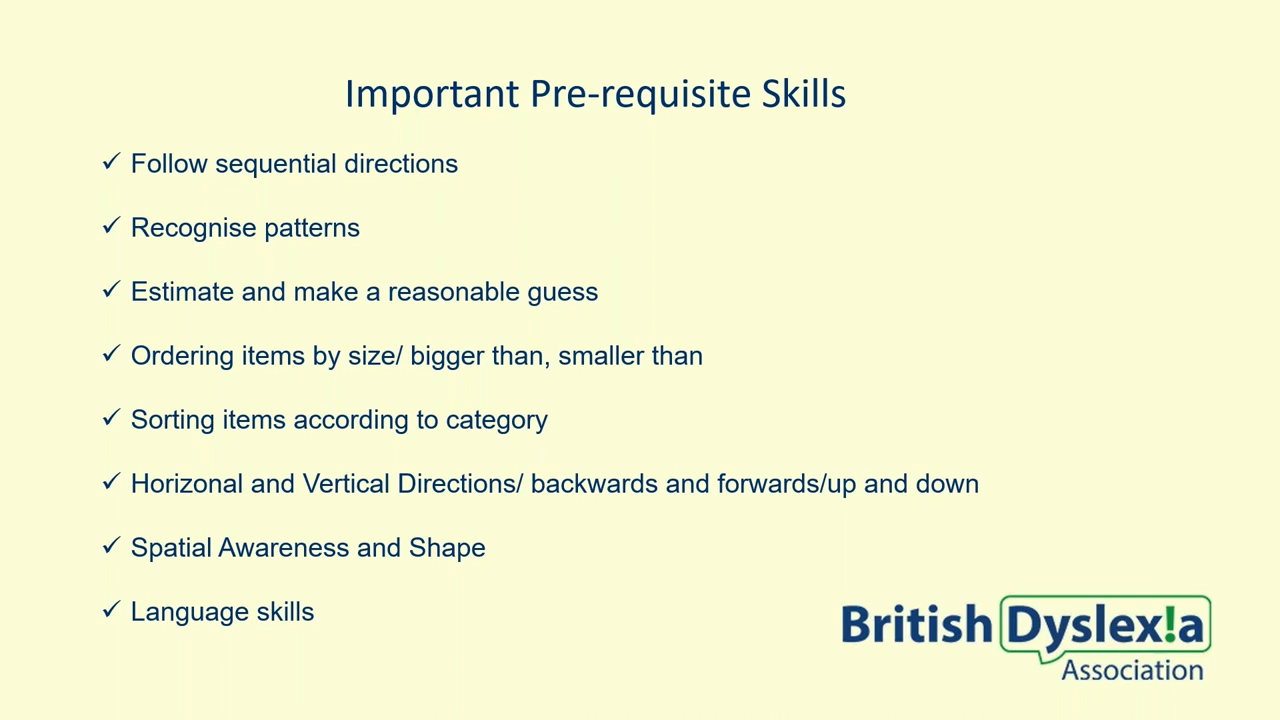 Important Pre-requisite Skills
✓ Follow sequential directions
✓ Recognise patterns
✓ Estimate and make a reasonable guess
✓ Ordering items by size/ bigger than, smaller than
✓ Sorting items according to category
✓ Horizonal and Vertical Directions/ backwards and forwards/up and down
✓ Spatial Awareness and Shape
✓ Language skills
British Dyslex!a
Association